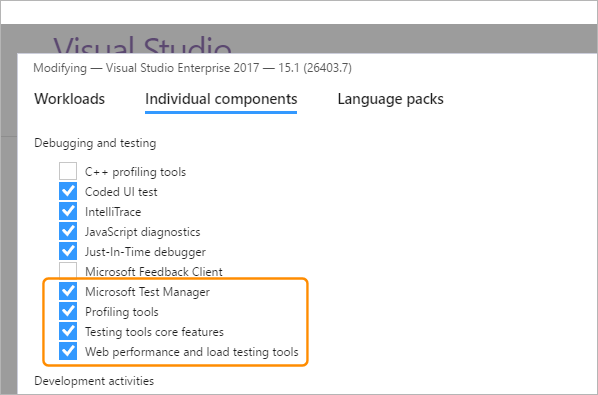 Visual Studio
Modifying — Visual Studio Enterprise 2017 — 15.1 (26403.7)
Workloads Individual components Language packs
Debugging and testing
C++ profiling tools
Coded UI test
IntelliTrace
JavaScript diagnostics
Just-In-Time debugger
Microsoft Feedback Client
Microsoft Test Manager
Profiling tools
Testing tools core features
Web performance and load testing tools
Development activities